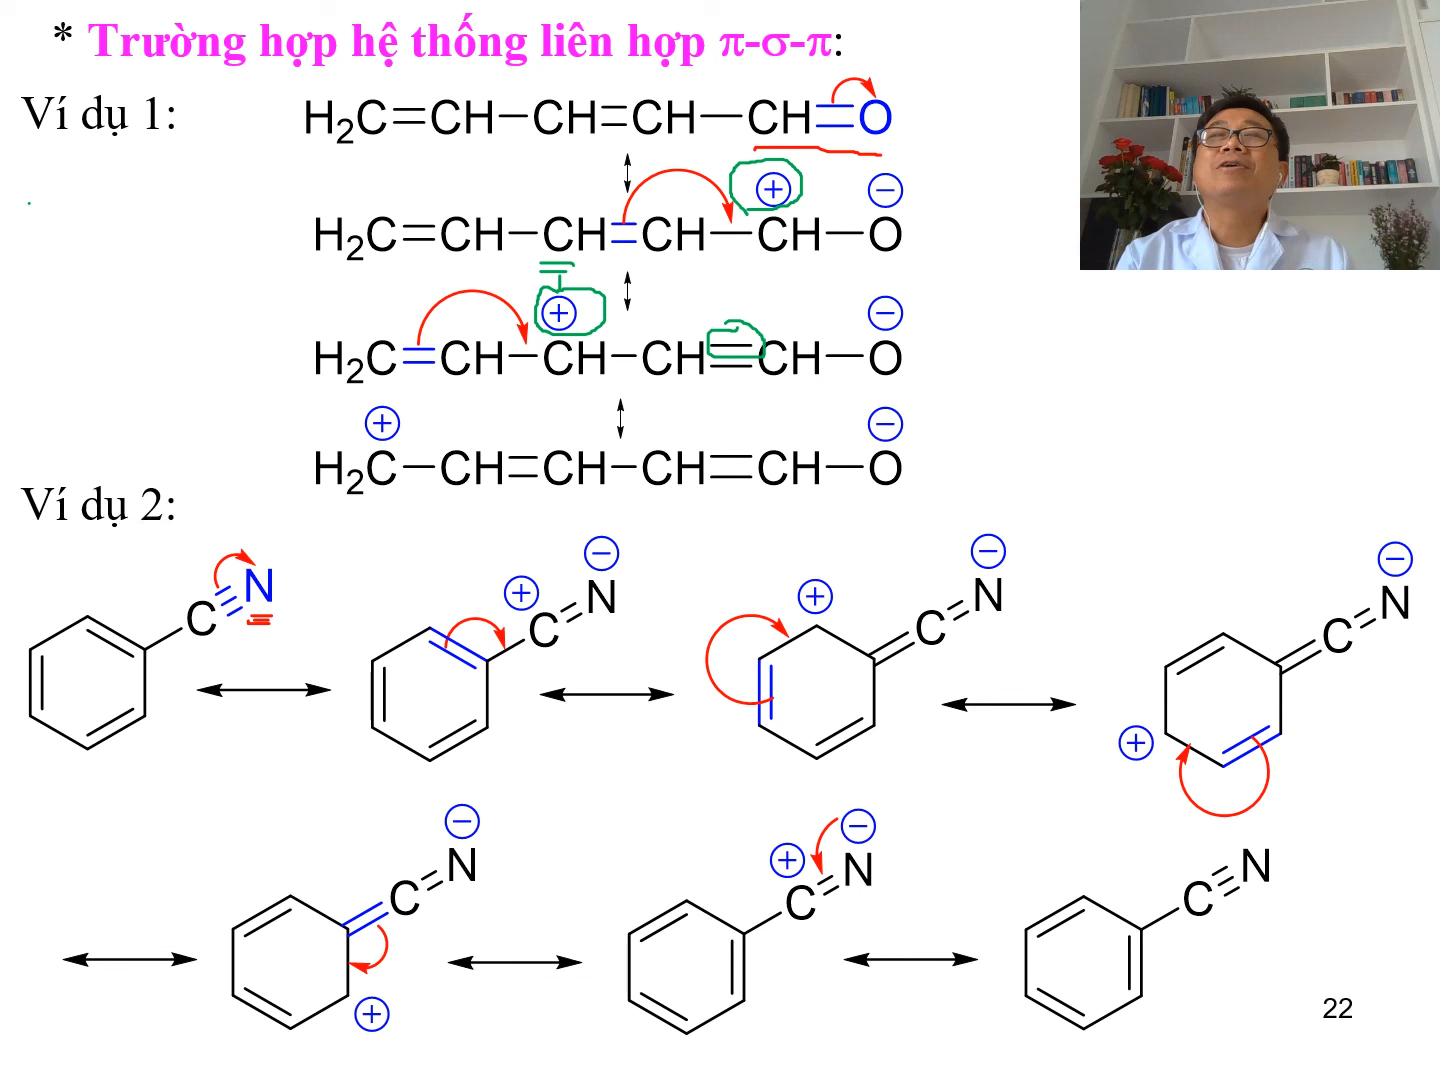 * Trường hợp hệ thống liên hợp π-σ-π:
Ví dụ 1:
H₂C=CH–CH=CH–CH=O
⊕ ⊖
H₂C=CH–CH=CH–CH–O
⊕ ⊖
H₂C=CH–CH–CH=CH–O
⊕ ⊖
H₂C–CH=CH–CH=CH–O
Ví dụ 2:
C≡N
⊕ ⊖
C=N
⊕ ⊖
C=N
⊕ ⊖
C=N
⊕ ⊖
C=N
⊕ ⊖
C=N
C≡N
22